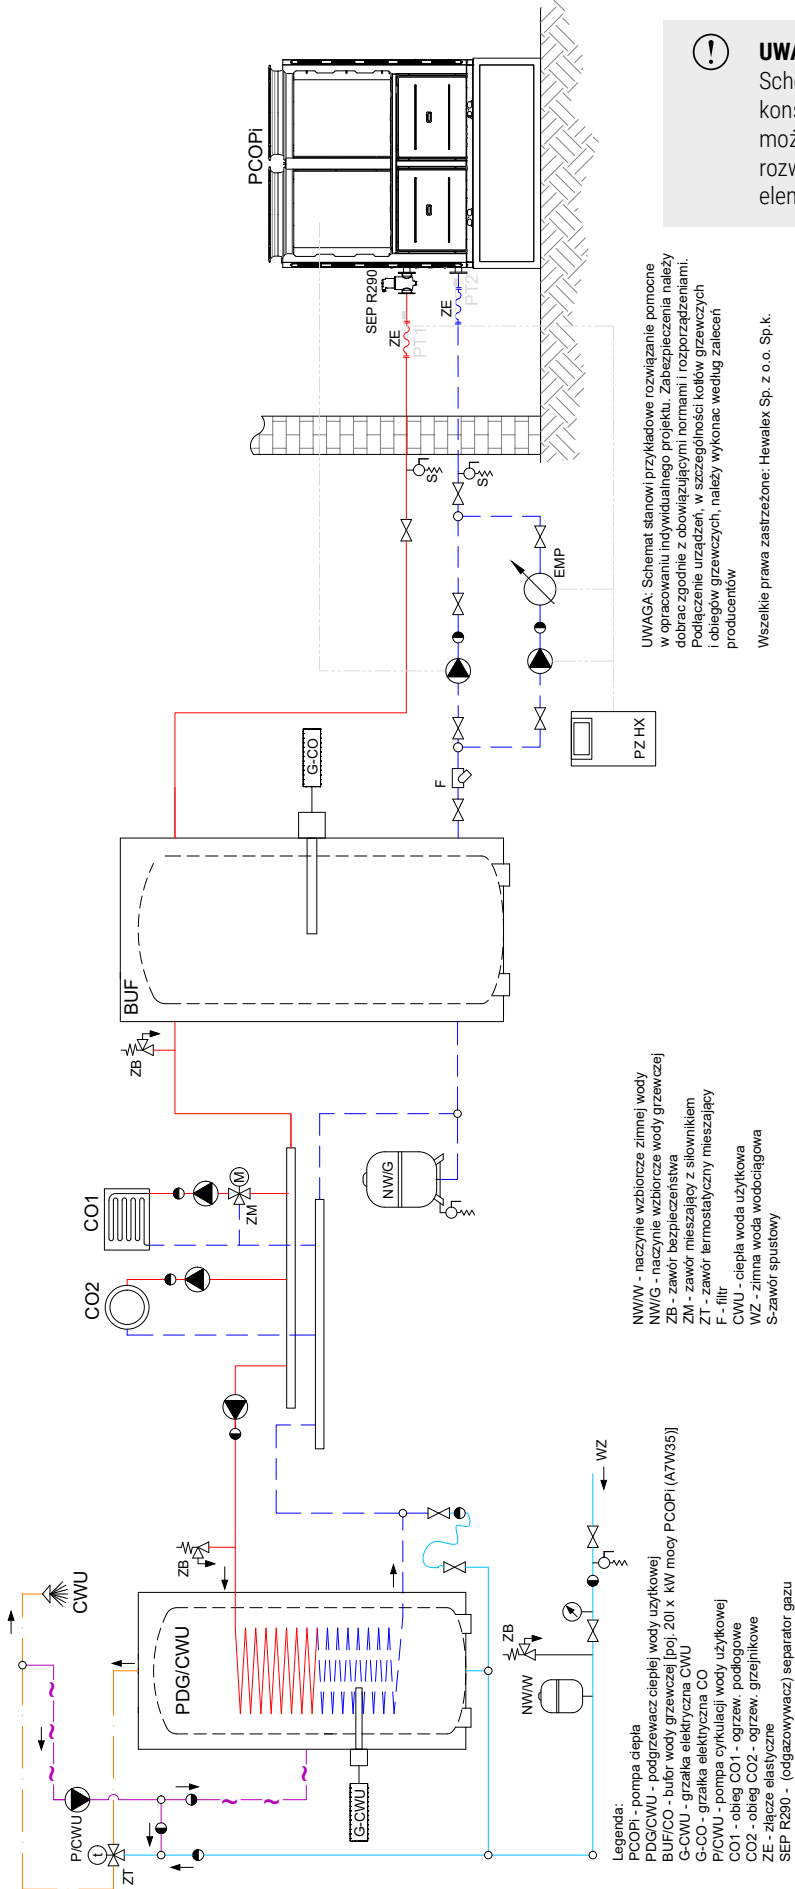 UWA
Sche
kons
moż
rozw
elem
PCOPi
SEP R290
ZE
PT1
ZE
PT2
S
S
EMP
F
PZ HX
G-CO
BUF
ZB
NW/G
CO1
M
ZM
CO2
ZB
PDG/CWU
G-CWU
CWU
P/CWU
t
ZT
NW/W
ZB
WZ
UWAGA: Schemat stanowi przykładowe rozwiązanie pomocne
w opracowaniu indywidualnego projektu. Zabezpieczenia należy
dobrac zgodnie z obowiązującymi normami i rozporządzeniami.
Podłączenie urządzeń, w szczególności kotłów grzewczych
i obiegów grzewczych, należy wykonac według zaleceń
producentów
Wszelkie prawa zastrzeżone: Hewalex Sp. z o.o. Sp.k.
Legenda:
PCOPi - pompa ciepła
PDG/CWU - podgrzewacz ciepłej wody użytkowej
BUF/CO - bufor wody grzewczej [poj. 20l x kW mocy PCOPi (A7W35)]
G-CWU - grzałka elektryczna CWU
G-CO - grzałka elektryczna CO
P/CWU - pompa cyrkulacji wody użytkowej
CO1 - obieg CO1 - ogrzew. podłogowe
CO2 - obieg CO2 - ogrzew. grzejnikowe
ZE - złącze elastyczne
SEP R290 - (odgazowywacz) separator gazu
NW/W - naczynie wzbiorcze zimnej wody
NW/G - naczynie wzbiorcze wody grzewczej
ZB - zawór bezpieczeństwa
ZM - zawór mieszający z siłownikiem
ZT - zawór termostatyczny mieszający
F - filtr
CWU - ciepła woda użytkowa
WZ - zimna woda wodociągowa
S-zawór spustowy